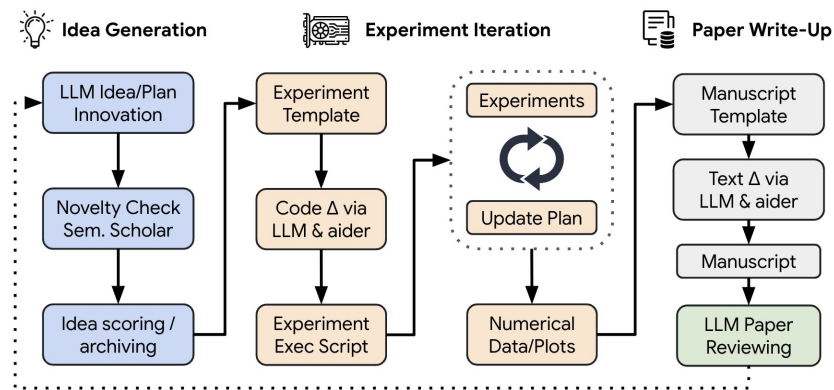 Idea Generation
Experiment Iteration
Paper Write-Up
LLM Idea/Plan
Innovation
Novelty Check
Sem. Scholar
Idea scoring /
archiving
Experiment
Template
Code Δ via
LLM & aider
Experiment
Exec Script
Experiments
Update Plan
Numerical
Data/Plots
Manuscript
Template
Text Δ via
LLM & aider
Manuscript
LLM Paper
Reviewing